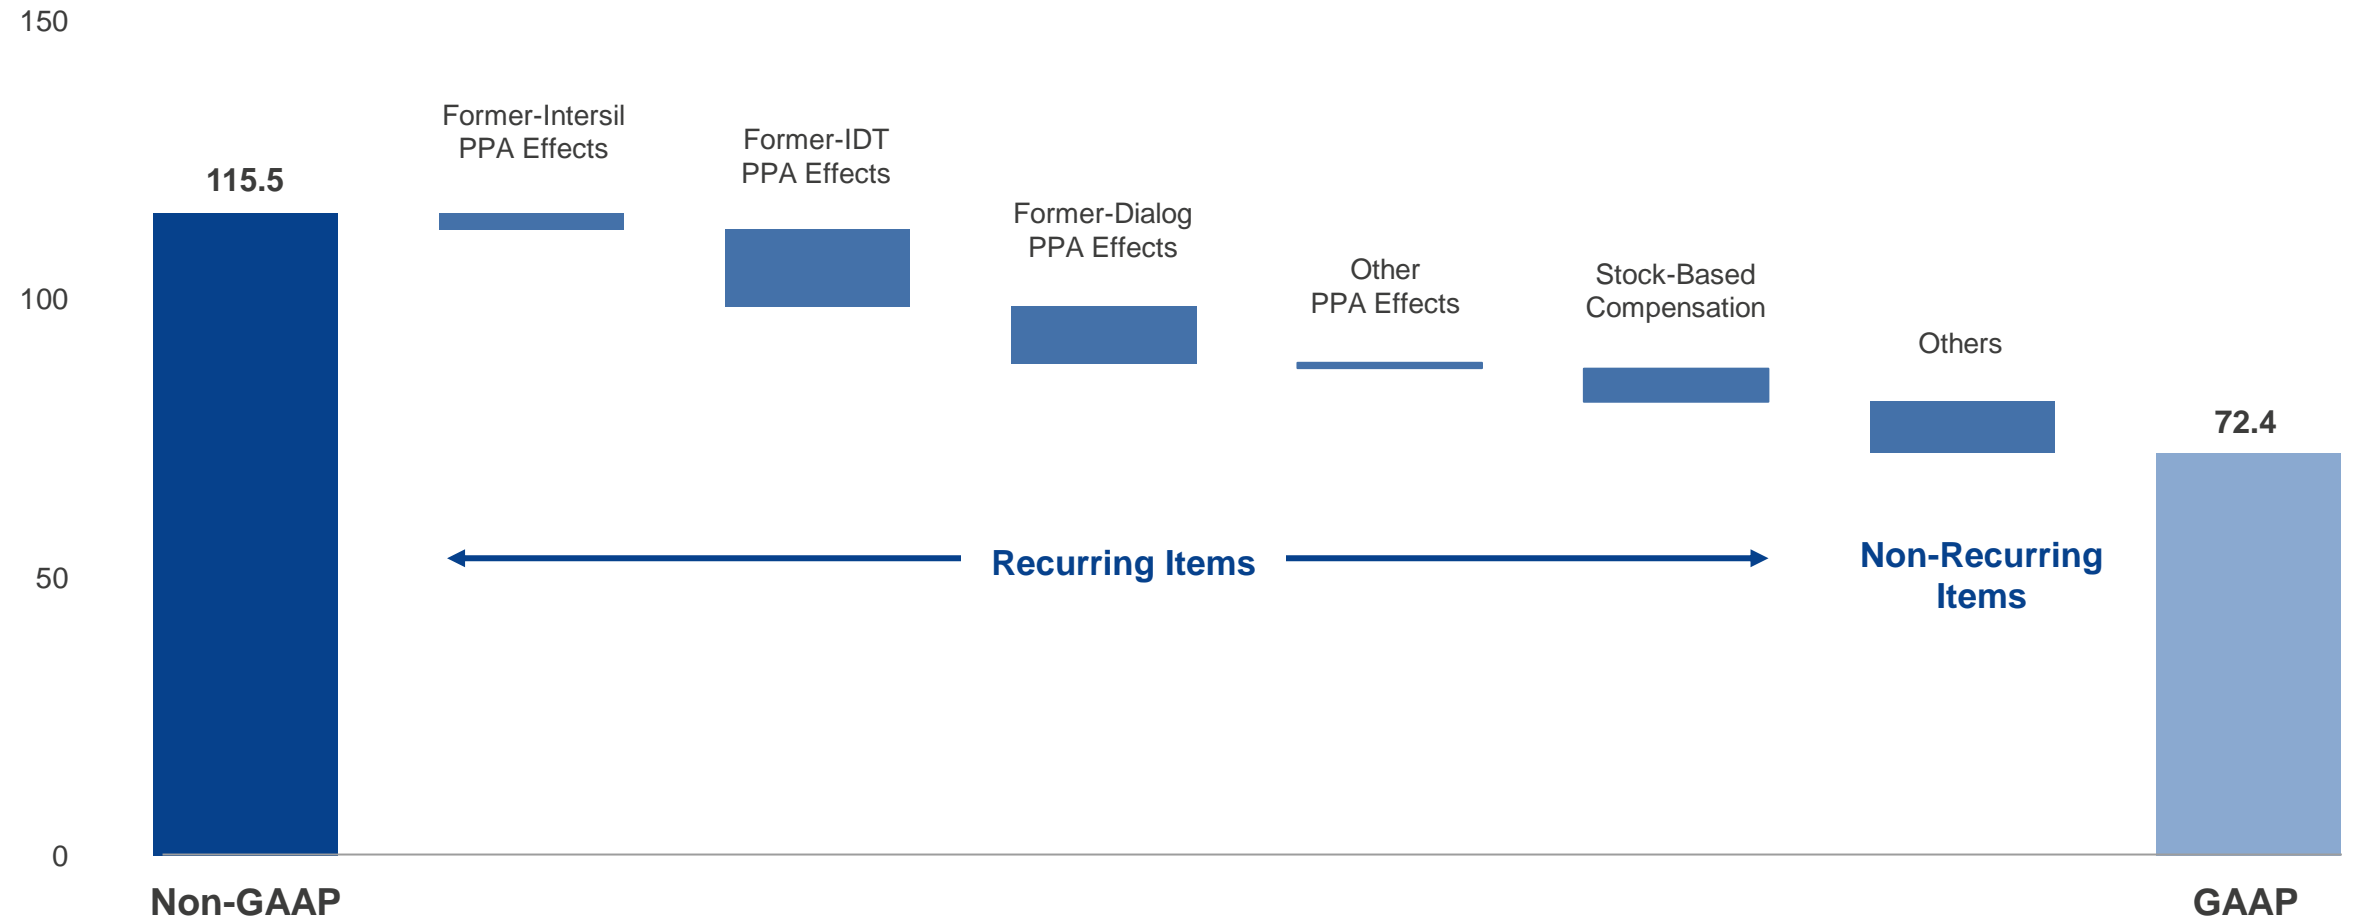 150
100
50
0
115.5
Former-Intersil
PPA Effects
Former-IDT
PPA Effects
Former-Dialog
PPA Effects
Other
PPA Effects
Stock-Based
Compensation
Others
72.4
Recurring Items
Non-Recurring
Items
Non-GAAP
GAAP